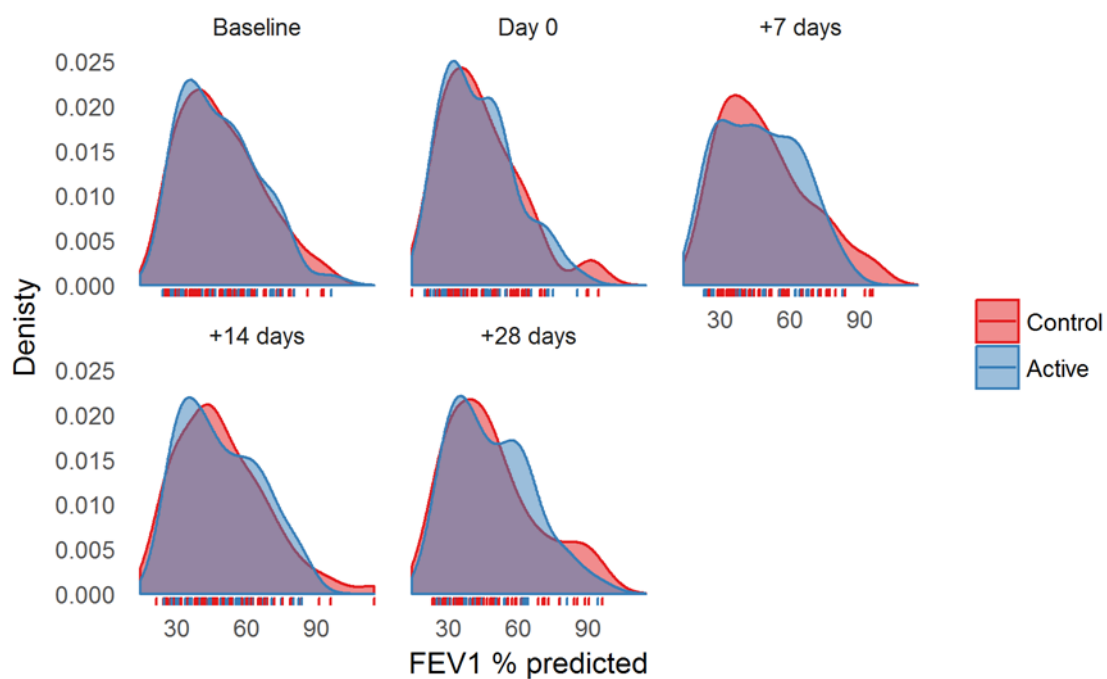 Baseline
Day 0
+7 days
0.025
0.020
0.015
0.010
0.005
0.000
30 60 90
+14 days
+28 days
0.025
0.020
0.015
0.010
0.005
0.000
30 60 90
30 60 90
Denisty
FEV1 % predicted
Control
Active